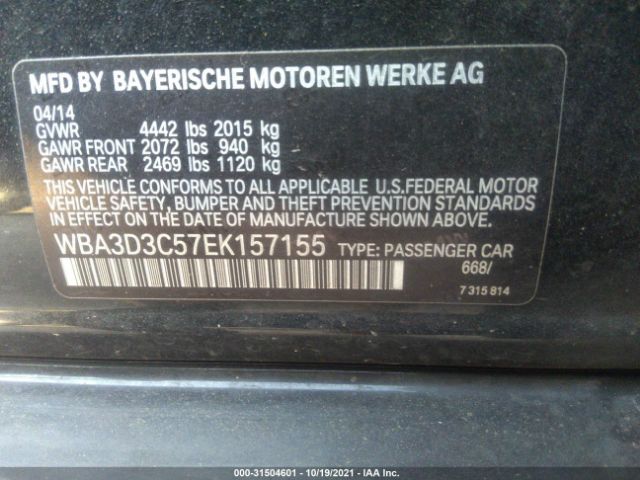 MFD BY BAYERISCHE MOTOREN WERKE AG
04/14
GVWR 4442 lbs 2015 kg
GAWR FRONT 2072 lbs 940 kg
GAWR REAR 2469 lbs 1120 kg
THIS VEHICLE CONFORMS TO ALL APPLICABLE U.S.FEDERAL MOTOR
VEHICLE SAFETY, BUMPER AND THEFT PREVENTION STANDARDS
IN EFFECT ON THE DATE OF MANUFACTURE SHOWN ABOVE.
WBA3D3C57EK157155 TYPE: PASSENGER CAR
668/
7 315 814
000-31504601 - 10/19/2021 - IAA Inc.